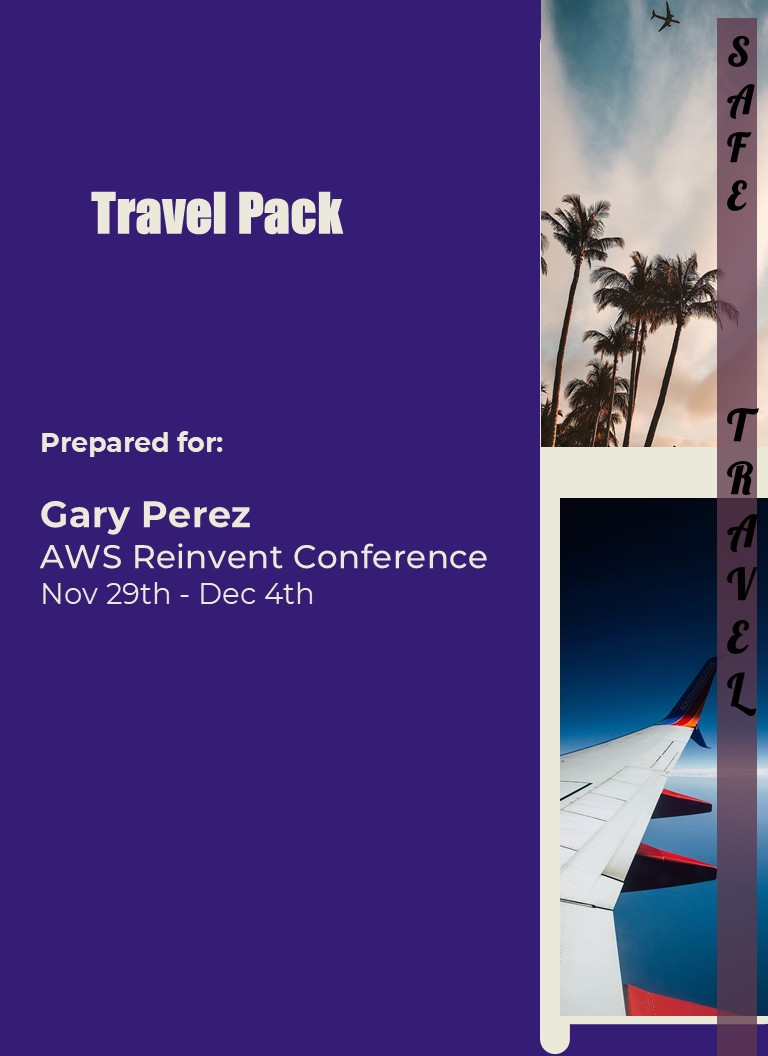 Travel Pack
Prepared for:
Gary Perez
AWS Reinvent Conference
Nov 29th - Dec 4th
SAFE
TRAVEL